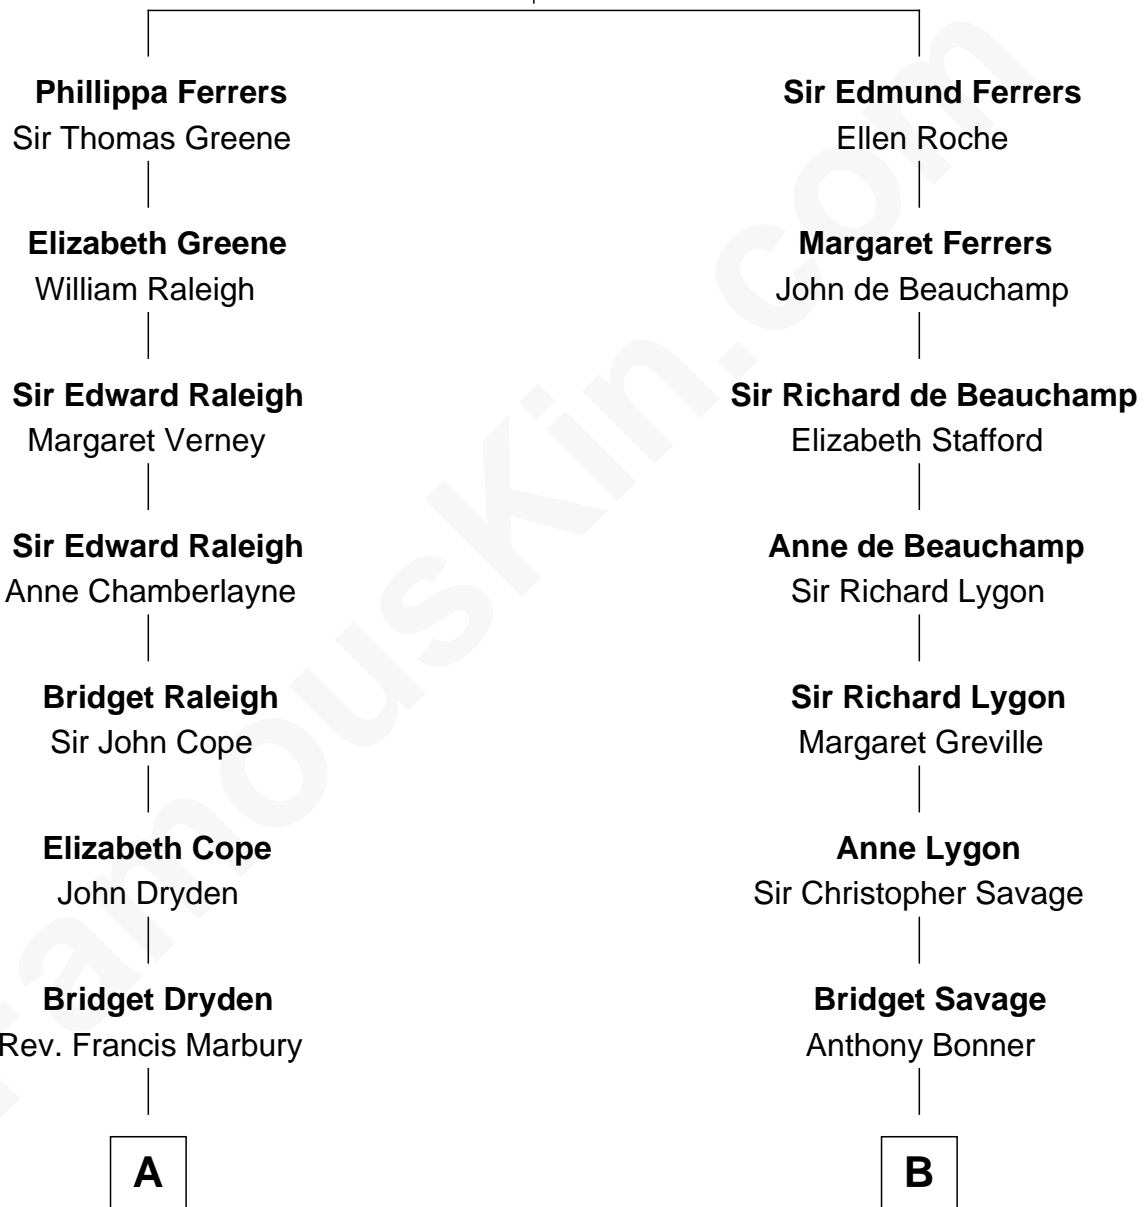 Phillippa Ferrers
Sir Thomas Greene
Elizabeth Greene
William Raleigh
Sir Edward Raleigh
Margaret Verney
Sir Edward Raleigh
Anne Chamberlayne
Bridget Raleigh
Sir John Cope
Elizabeth Cope
John Dryden
Bridget Dryden
Rev. Francis Marbury
A
Sir Edmund Ferrers
Ellen Roche
Margaret Ferrers
John de Beauchamp
Sir Richard de Beauchamp
Elizabeth Stafford
Anne de Beauchamp
Sir Richard Lygon
Sir Richard Lygon
Margaret Greville
Anne Lygon
Sir Christopher Savage
Bridget Savage
Anthony Bonner
B
FamousKin.com